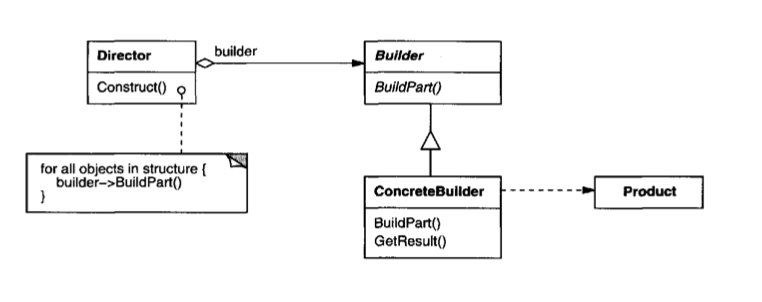 Director
Construct()
builder
Builder
BuildPart()
for all objects in structure {
builder->BuildPart()
}
ConcreteBuilder
BuildPart()
GetResult()
Product